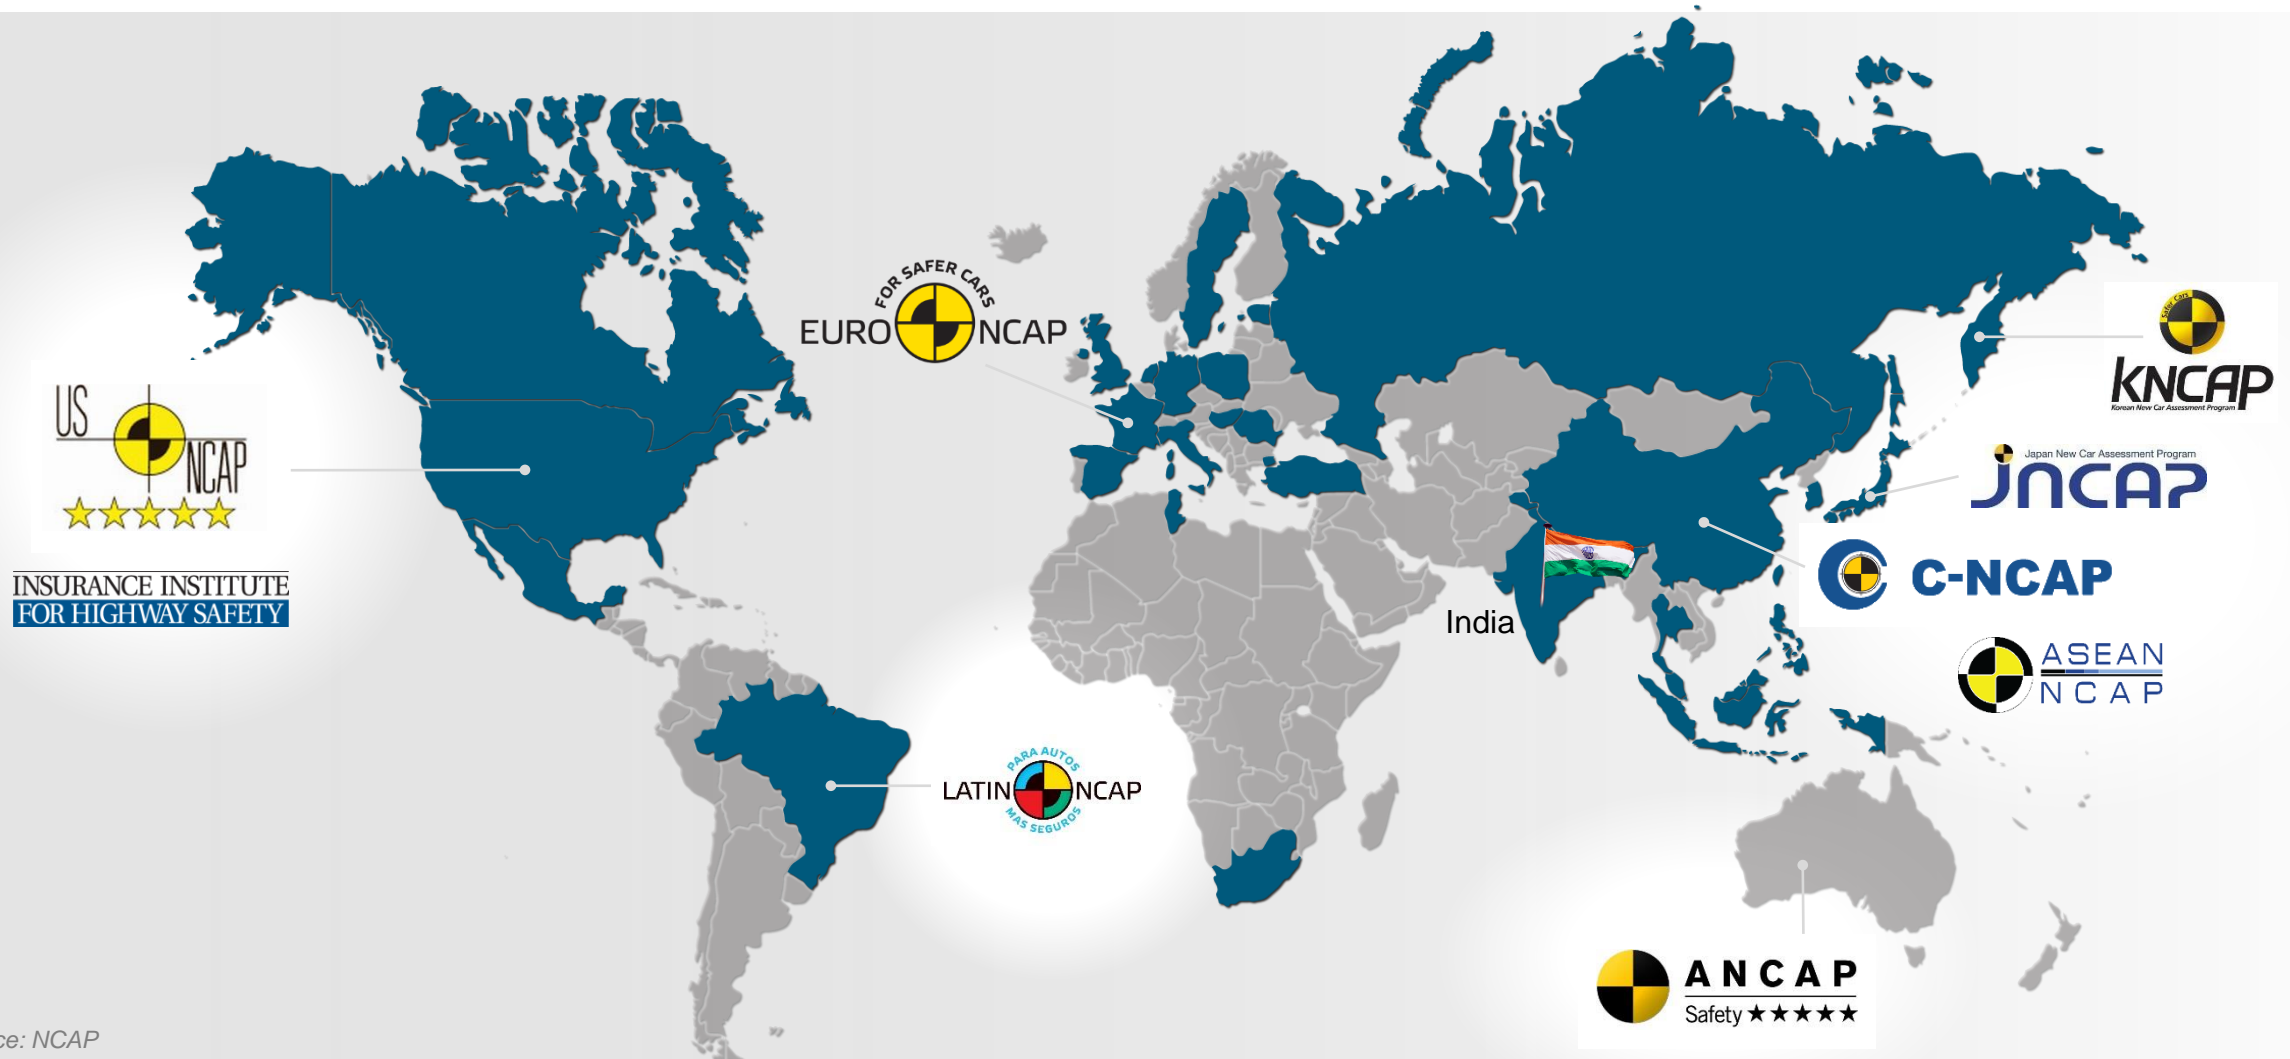 US
NCAP
INSURANCE INSTITUTE
FOR HIGHWAY SAFETY
FOR SAFER CARS
EURO NCAP
PARA AUTOS
LATIN NCAP
MAS SEGUROS
India
Safer Cars
KNCAP
Korean New Car Assessment Program
Japan New Car Assessment Program
JNCAP
C-NCAP
ASEAN
NCAP
ANCAP
Safety ★★★★★
ce: NCAP